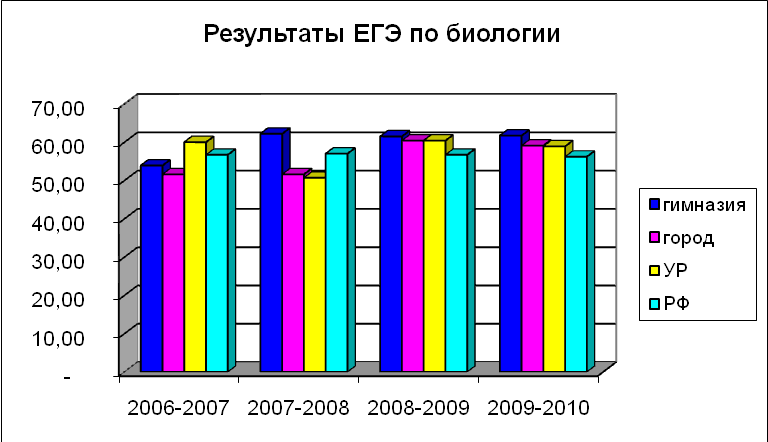 Результаты ЕГЭ по биологии
70,00
60,00
50,00
40,00
30,00
20,00
10,00
-
2006-2007 2007-2008 2008-2009 2009-2010
гимназия
город
УР
РФ